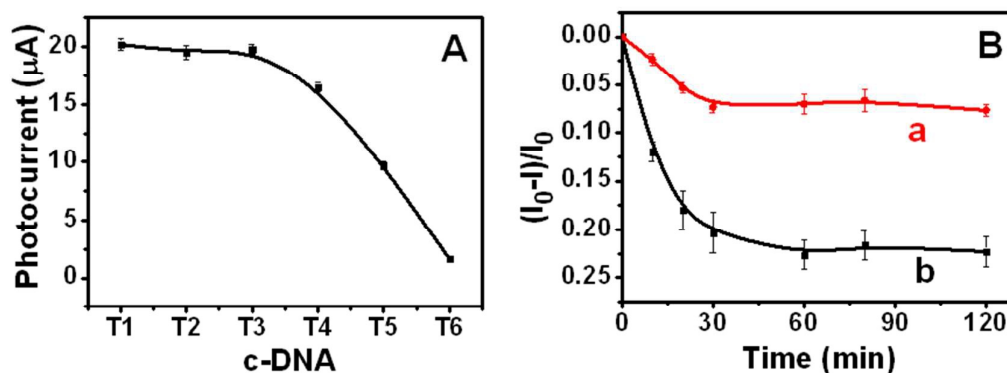 A
Photocurrent (μA)
20
15
10
5
0
T1 T2 T3 T4 T5 T6
c-DNA
B
(I0-I)/I0
0.00
0.05
0.10
0.15
0.20
0.25
a
b
0 30 60 90 120
Time (min)